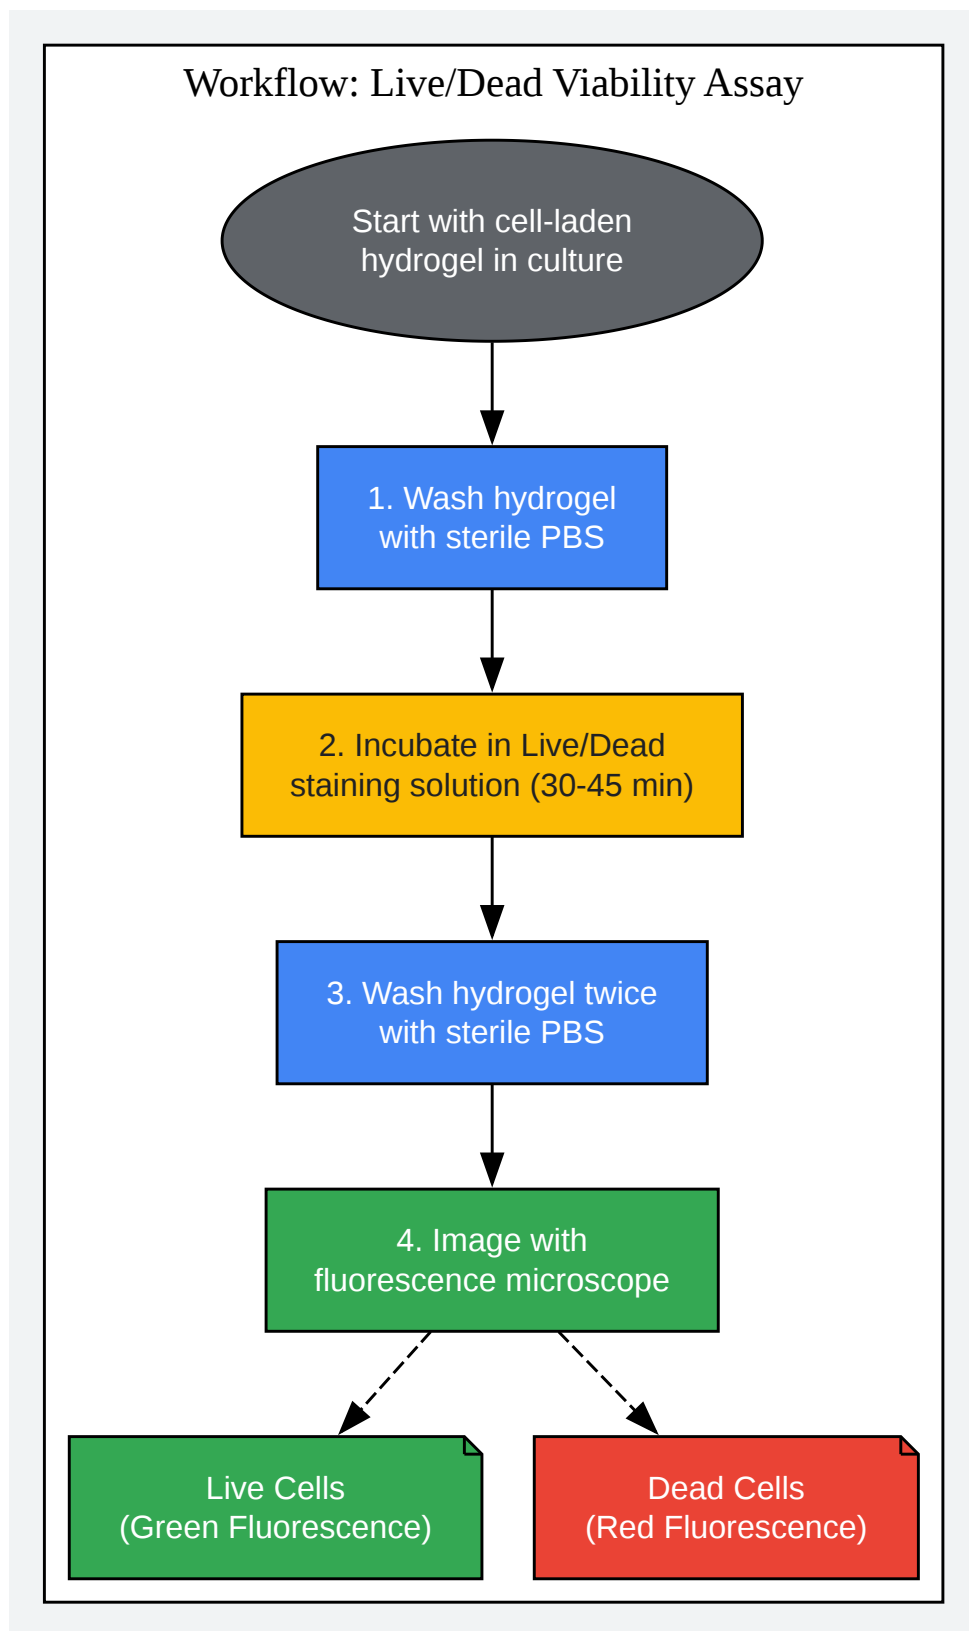 Workflow: Live/Dead Viability Assay
Start with cell-laden
hydrogel in culture
1. Wash hydrogel
with sterile PBS
2. Incubate in Live/Dead
staining solution (30-45 min)
3. Wash hydrogel twice
with sterile PBS
4. Image with
fluorescence microscope
Live Cells
(Green Fluorescence)
Dead Cells
(Red Fluorescence)